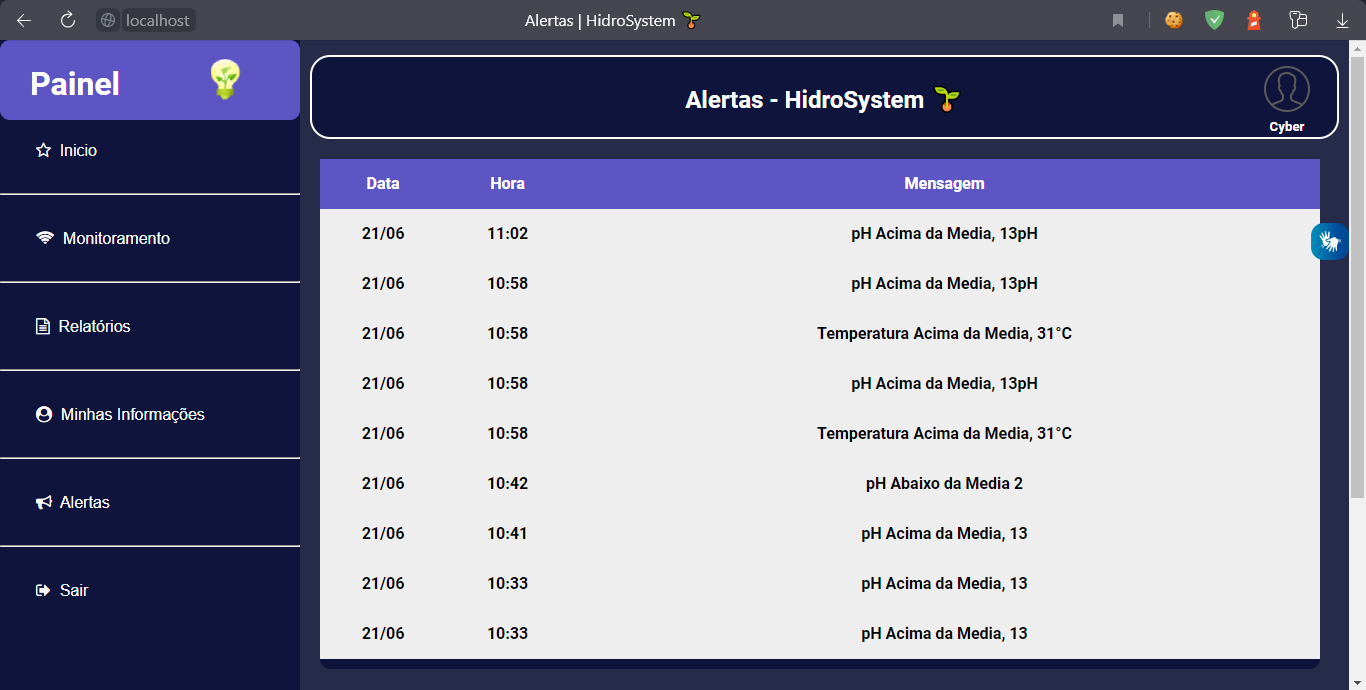 localhost
Alertas | HidroSystem
Painel
Inicio
Monitoramento
Relatórios
Minhas Informações
Alertas
Sair
Alertas - HidroSystem
Cyber
Data Hora Mensagem
21/06 11:02 pH Acima da Media, 13pH
21/06 10:58 pH Acima da Media, 13pH
21/06 10:58 Temperatura Acima da Media, 31°C
21/06 10:58 pH Acima da Media, 13pH
21/06 10:58 Temperatura Acima da Media, 31°C
21/06 10:42 pH Abaixo da Media 2
21/06 10:41 pH Acima da Media, 13
21/06 10:33 pH Acima da Media, 13
21/06 10:33 pH Acima da Media, 13